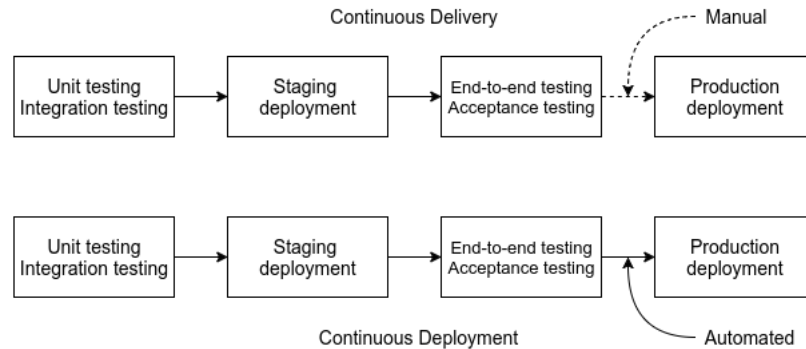 Continuous Delivery
Manual
Unit testing
Integration testing
Staging
deployment
End-to-end testing
Acceptance testing
Production
deployment
Unit testing
Integration testing
Staging
deployment
End-to-end testing
Acceptance testing
Production
deployment
Continuous Deployment
Automated